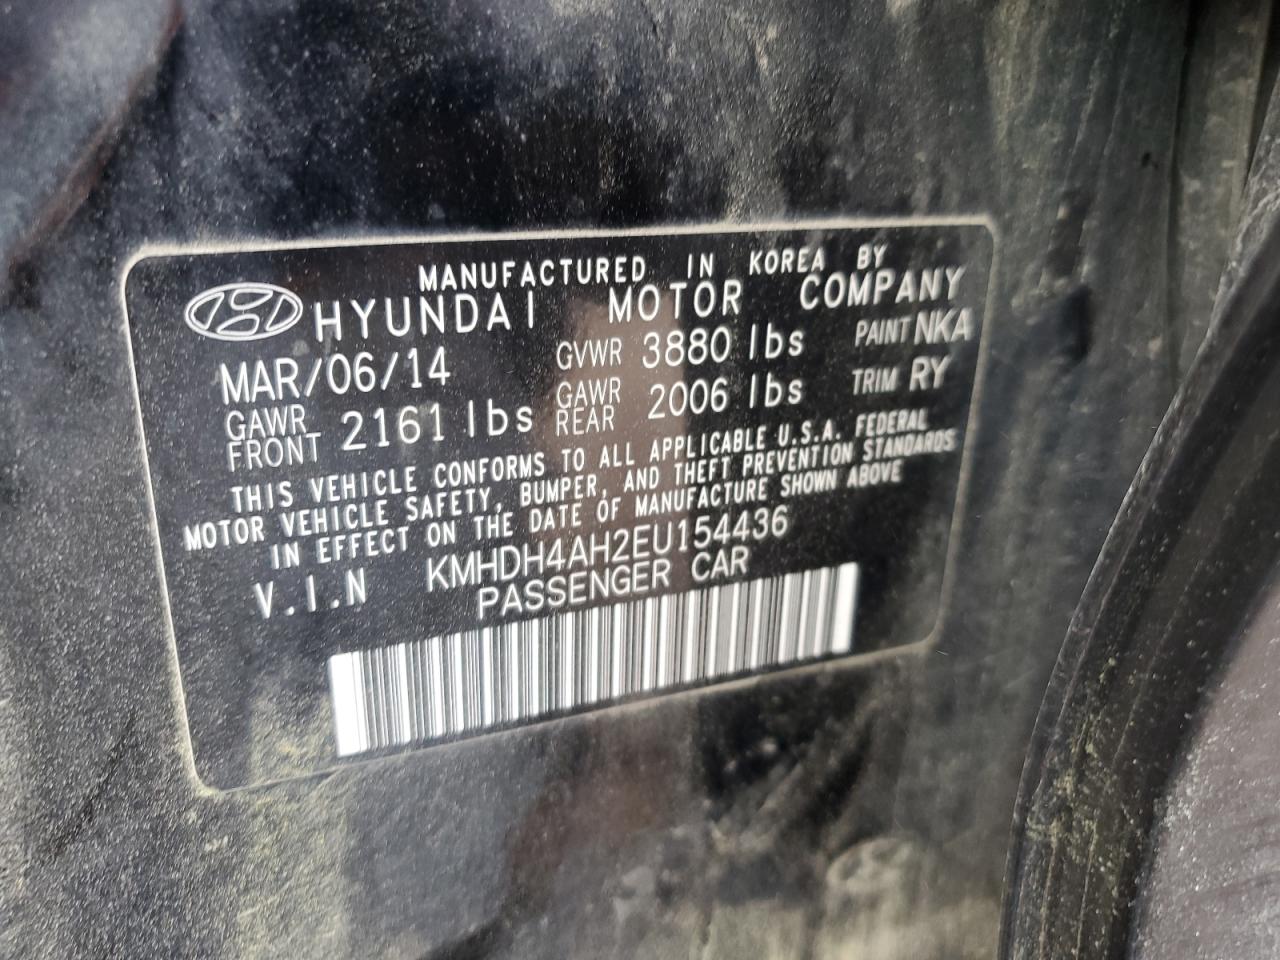 MANUFACTURED IN KOREA BY
HYUNDAI MOTOR COMPANY
MAR/06/14 GVWR 3880 lbs PAINT NKA
GAWR FRONT 2161 lbs GAWR REAR 2006 lbs TRIM RY
THIS VEHICLE CONFORMS TO ALL APPLICABLE U.S.A. FEDERAL
MOTOR VEHICLE SAFETY, BUMPER, AND THEFT PREVENTION STANDARDS
IN EFFECT ON THE DATE OF MANUFACTURE SHOWN ABOVE
V.I.N KMHDH4AH2EU154436
PASSENGER CAR